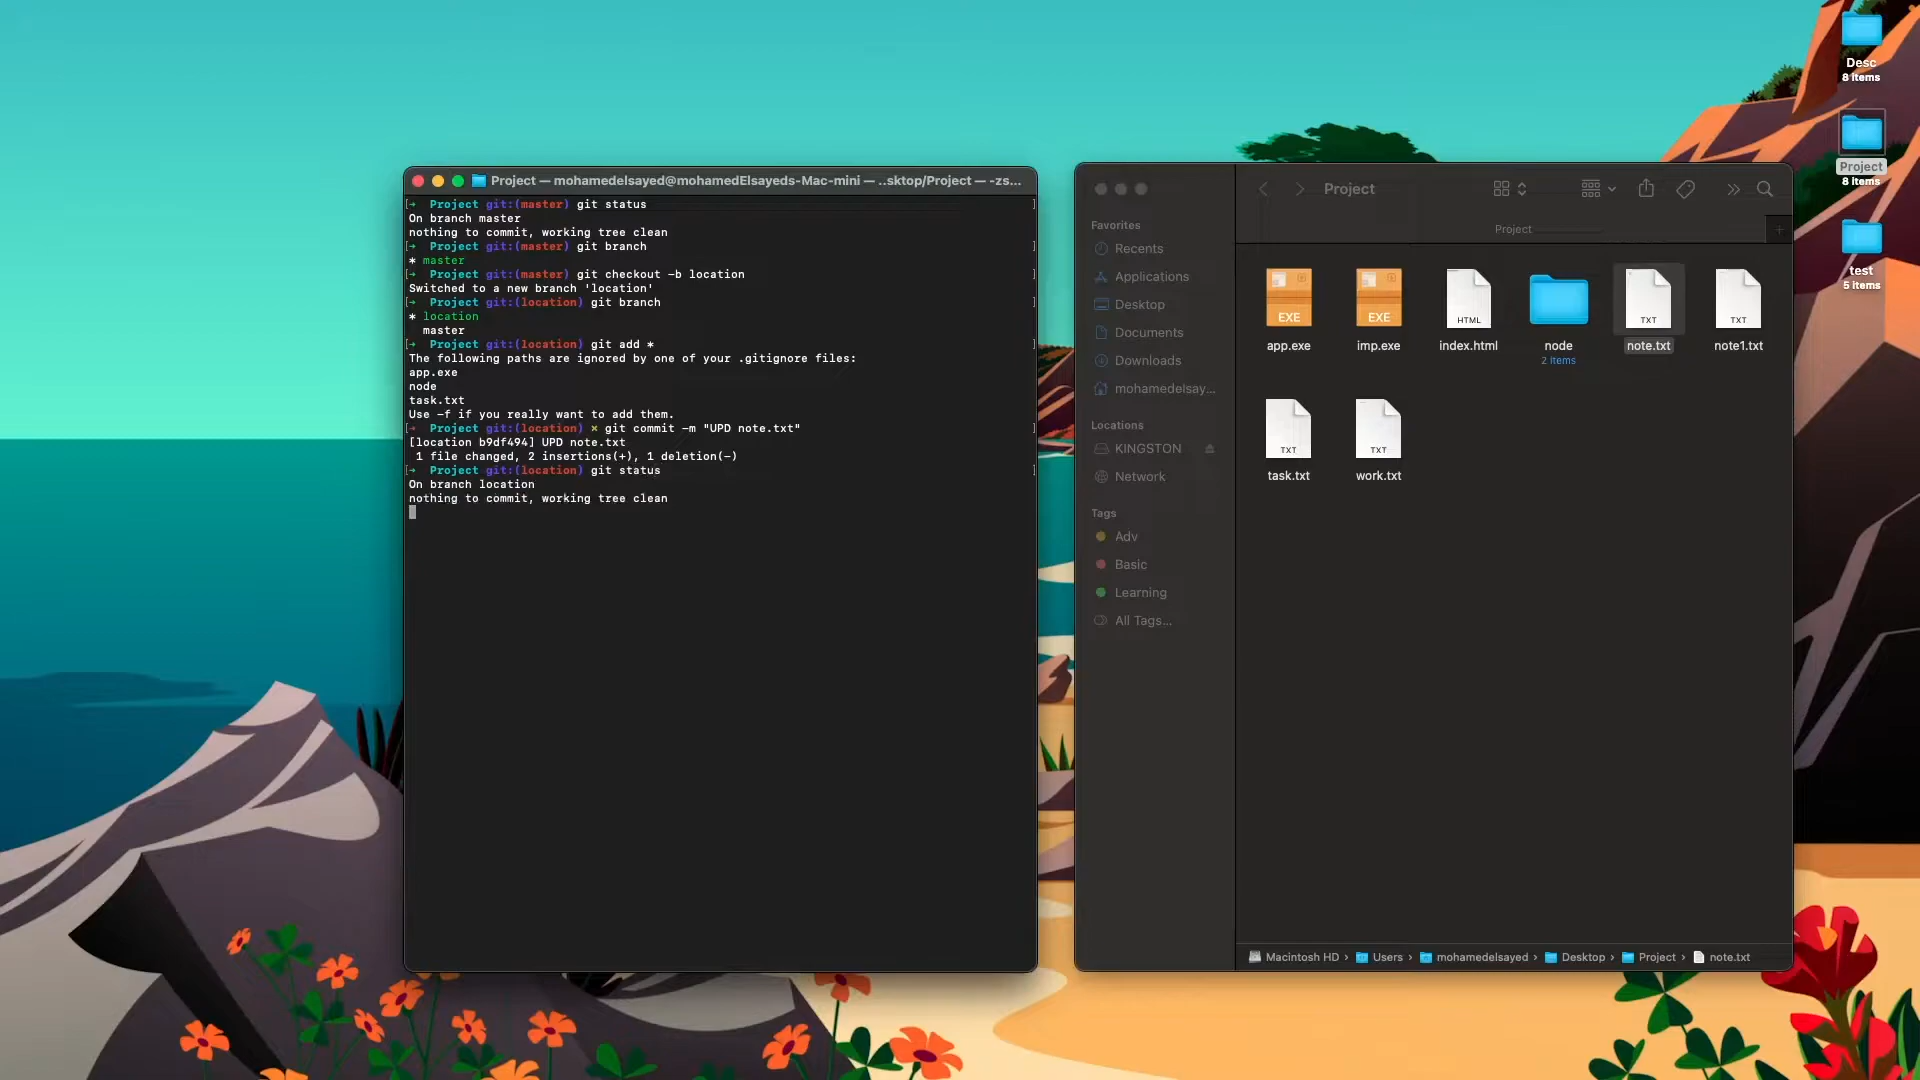 Desc
8 items
Project
8 items
test
5 items
Project — mohamedelsayed@mohamedElsayeds-Mac-mini — ..sktop/Project — -zs...
[→ Project git:(master) git status ]
On branch master
nothing to commit, working tree clean
[→ Project git:(master) git branch ]
* master
[→ Project git:(master) git checkout -b location ]
Switched to a new branch 'location'
[→ Project git:(location) git branch ]
* location
master
[→ Project git:(location) git add * ]
The following paths are ignored by one of your .gitignore files:
app.exe
node
task.txt
Use -f if you really want to add them.
[→ Project git:(location) × git commit -m "UPD note.txt" ]
[location b9df494] UPD note.txt
1 file changed, 2 insertions(+), 1 deletion(-)
[→ Project git:(location) git status ]
On branch location
nothing to commit, working tree clean
Favorites
Recents
Applications
Desktop
Documents
Downloads
mohamedelsay...
Locations
KINGSTON
Network
Tags
Adv
Basic
Learning
All Tags...
Project
Project
EXE
app.exe
EXE
imp.exe
HTML
index.html
node
2 items
TXT
note.txt
TXT
note1.txt
TXT
task.txt
TXT
work.txt
Macintosh HD › Users › mohamedelsayed › Desktop › Project › note.txt